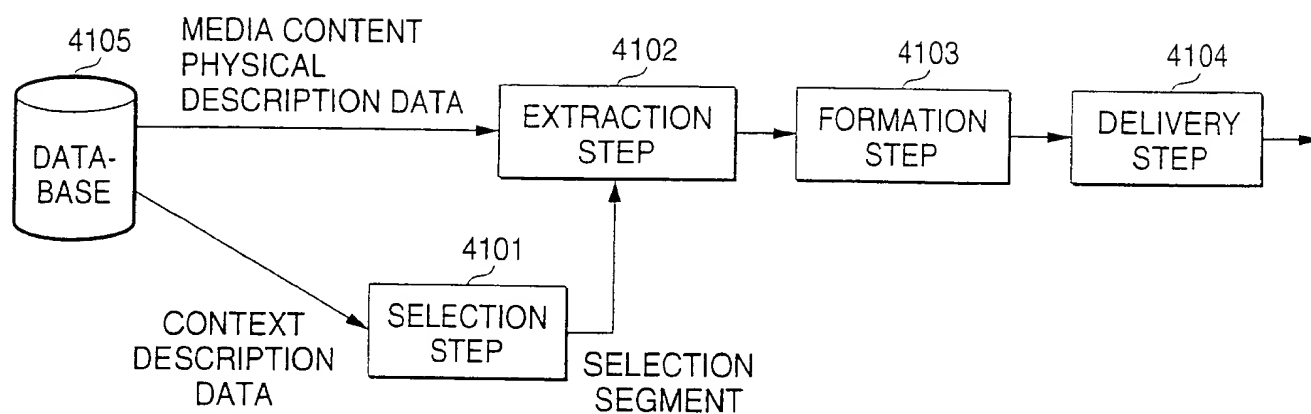 4105
MEDIA CONTENT
PHYSICAL
DESCRIPTION DATA
DATA-
BASE
4102
EXTRACTION
STEP
4103
FORMATION
STEP
4104
DELIVERY
STEP
4101
SELECTION
STEP
CONTEXT
DESCRIPTION
DATA
SELECTION
SEGMENT